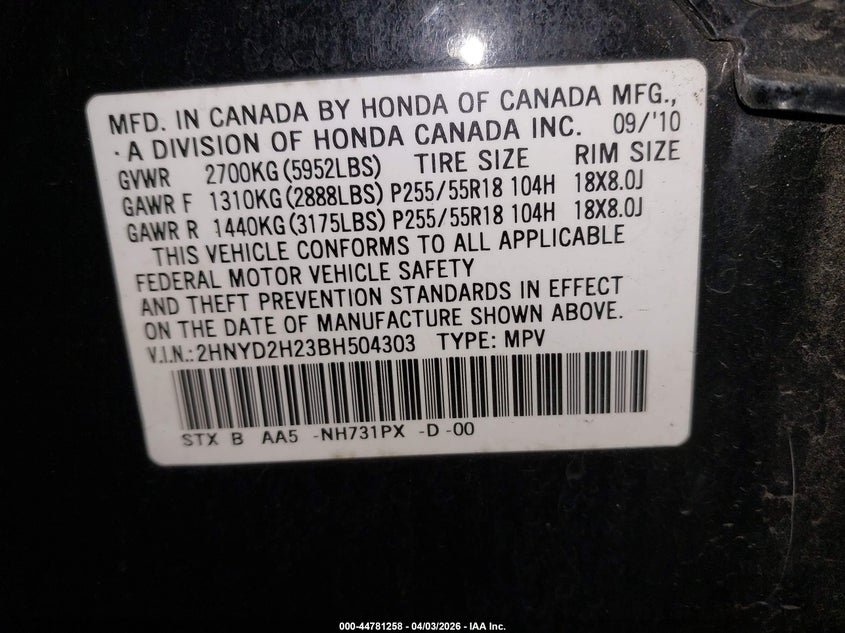 MFD. IN CANADA BY HONDA OF CANADA MFG.,
·A DIVISION OF HONDA CANADA INC. 09/'10
GVWR 2700KG(5952LBS) TIRE SIZE RIM SIZE
GAWR F 1310KG(2888LBS) P255/55R18 104H 18X8.0J
GAWR R 1440KG(3175LBS) P255/55R18 104H 18X8.0J
THIS VEHICLE CONFORMS TO ALL APPLICABLE
FEDERAL MOTOR VEHICLE SAFETY
AND THEFT PREVENTION STANDARDS IN EFFECT
ON THE DATE OF MANUFACTURE SHOWN ABOVE.
V.I.N.:2HNYD2H23BH504303 TYPE: MPV
STX B AA5 -NH731PX -D -00
000-44781258 - 04/03/2026 - IAA Inc.